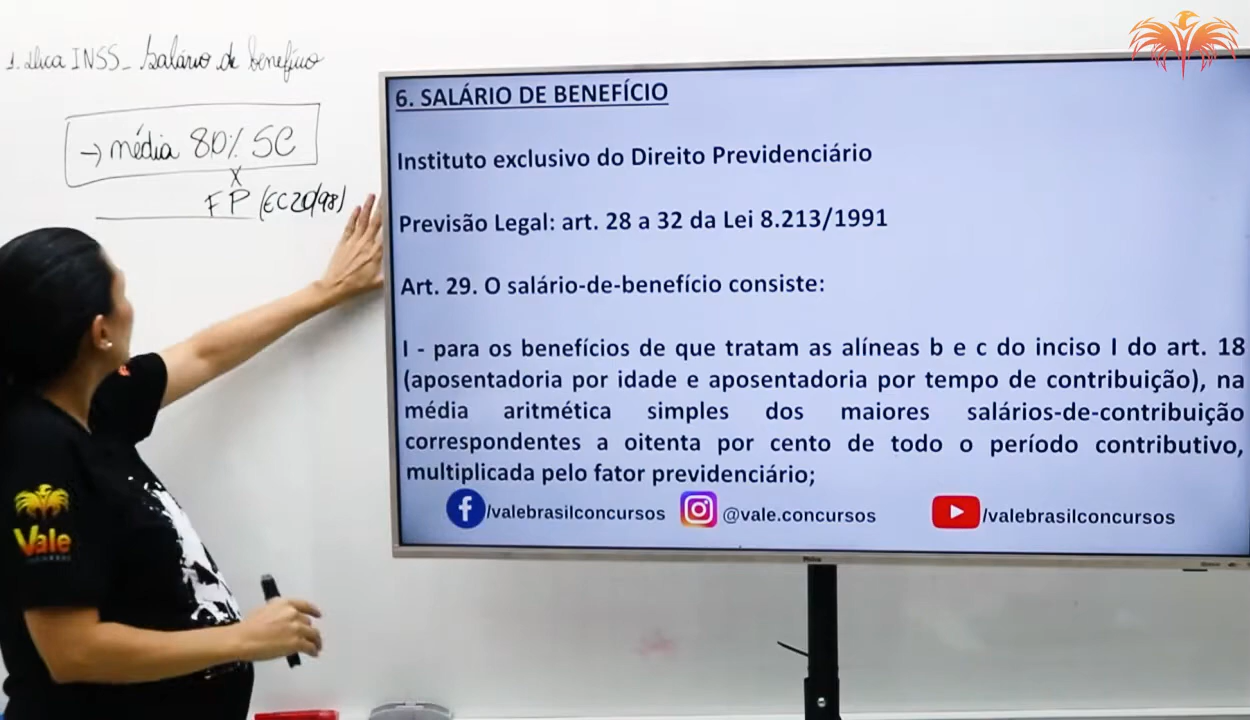 INSS - Salário de benefício
→ média 80% SC
x
FP (EC20/98)
6. SALÁRIO DE BENEFÍCIO
Instituto exclusivo do Direito Previdenciário
Previsão Legal: art. 28 a 32 da Lei 8.213/1991
Art. 29. O salário-de-benefício consiste:
I - para os benefícios de que tratam as alíneas b e c do inciso I do art. 18
(aposentadoria por idade e aposentadoria por tempo de contribuição), na
média aritmética simples dos maiores salários-de-contribuição
correspondentes a oitenta por cento de todo o período contributivo,
multiplicada pelo fator previdenciário;
/valebrasilconcursos @vale.concursos /valebrasilconcursos
Vale